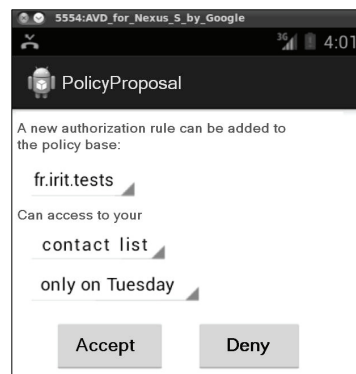 5554:AVD_for_Nexus_S_by_Google
3G 4:01
PolicyProposal
A new authorization rule can be added to
the policy base:
fr.irit.tests
Can access to your
contact list
only on Tuesday
Accept Deny